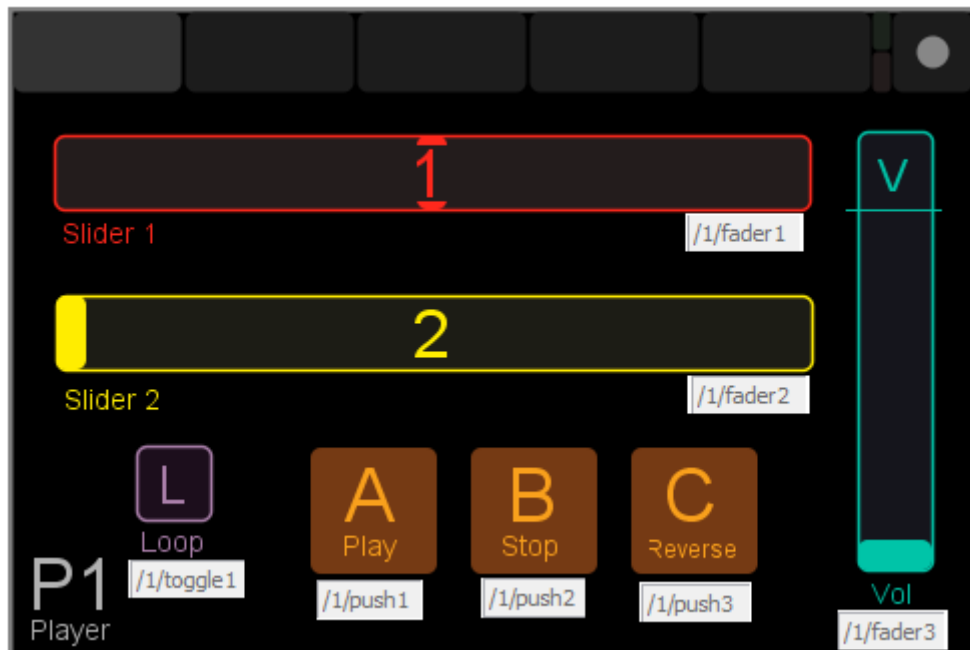 1
V
Slider 1
/1/fader1
2
Slider 2
/1/fader2
L
A
B
C
Loop
Play
Stop
Reverse
P1
/1/toggle1
/1/push1
/1/push2
/1/push3
Vol
Player
/1/fader3